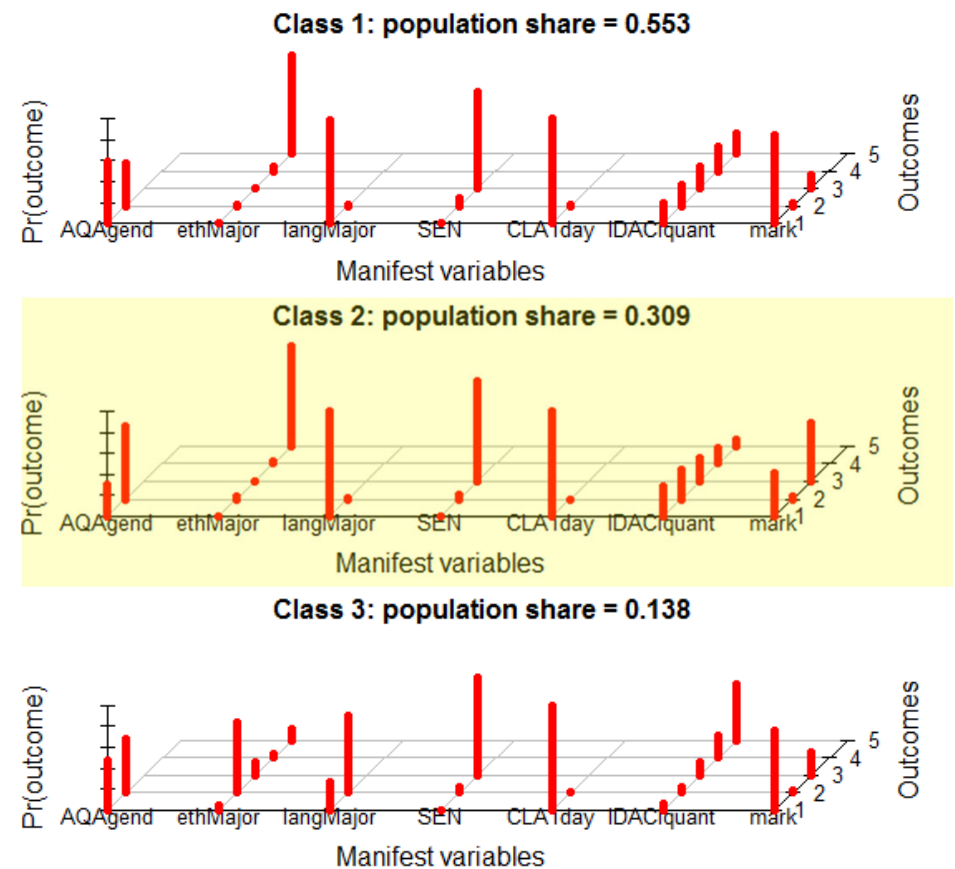 Class 1: population share = 0.553
Pr(outcome)
Outcomes
5
4
3
2
1
AQAgend ethMajor langMajor SEN CLA1day IDACIquant mark
Manifest variables
Class 2: population share = 0.309
Pr(outcome)
Outcomes
5
4
3
2
1
AQAgend ethMajor langMajor SEN CLA1day IDACIquant mark
Manifest variables
Class 3: population share = 0.138
Pr(outcome)
Outcomes
5
4
3
2
1
AQAgend ethMajor langMajor SEN CLA1day IDACIquant mark
Manifest variables